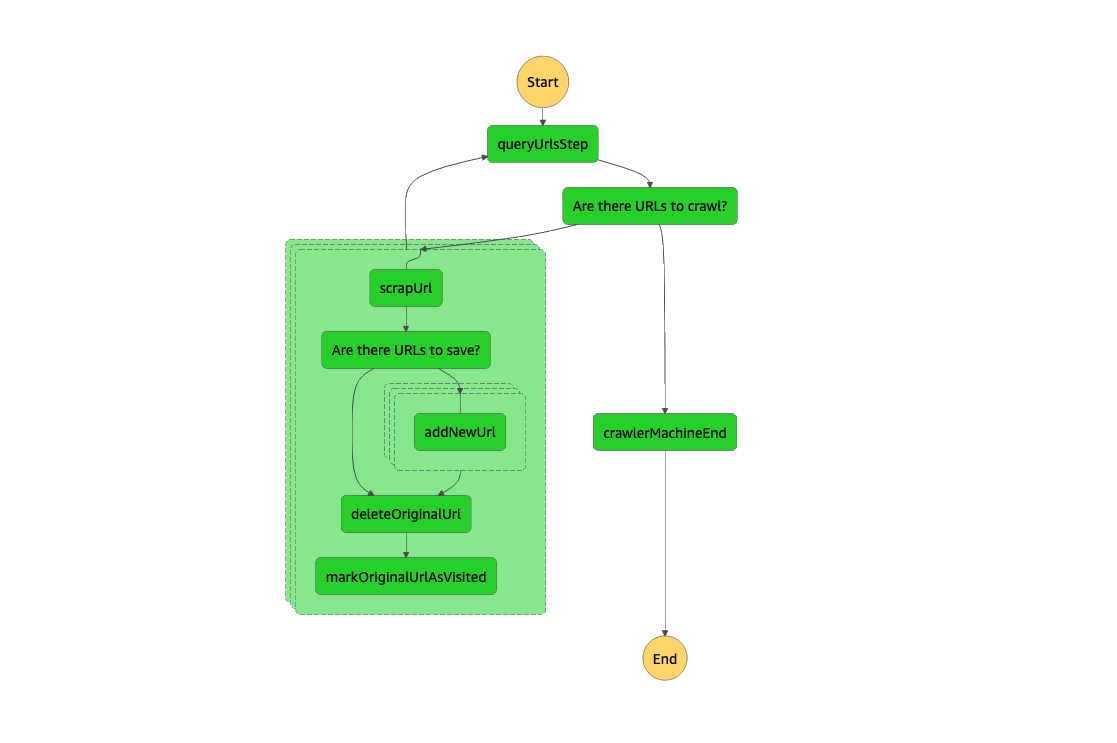 Start
queryUrlsStep
Are there URLs to crawl?
scrapUrl
Are there URLs to save?
addNewUrl
crawlerMachineEnd
deleteOriginalUrl
markOriginalUrlAsVisited
End